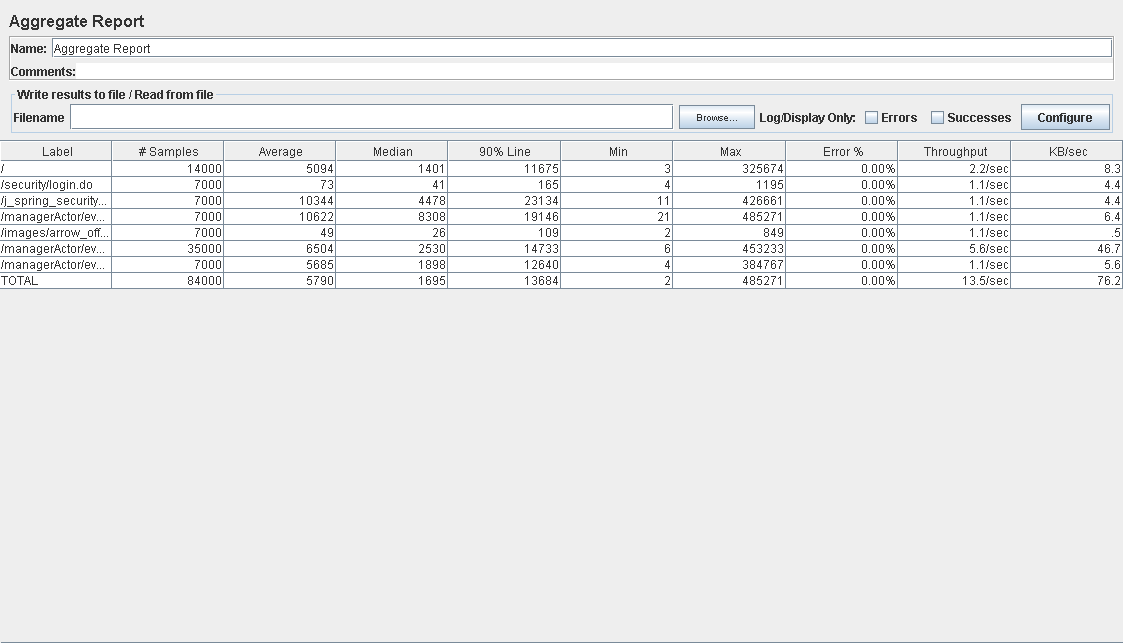 Aggregate Report
Name: Aggregate Report
Comments:
Write results to file / Read from file
Filename Browse... Log/Display Only: Errors Successes Configure
Label # Samples Average Median 90% Line Min Max Error % Throughput KB/sec
/ 14000 5094 1401 11675 3 325674 0.00% 2.2/sec 8.3
/security/login.do 7000 73 41 165 4 1195 0.00% 1.1/sec 4.4
/j_spring_security... 7000 10344 4478 23134 11 426661 0.00% 1.1/sec 4.4
/managerActor/ev... 7000 10622 8308 19146 21 485271 0.00% 1.1/sec 6.4
/images/arrow_off... 7000 49 26 109 2 849 0.00% 1.1/sec .5
/managerActor/ev... 35000 6504 2530 14733 6 453233 0.00% 5.6/sec 46.7
/managerActor/ev... 7000 5685 1898 12640 4 384767 0.00% 1.1/sec 5.6
TOTAL 84000 5790 1695 13684 2 485271 0.00% 13.5/sec 76.2